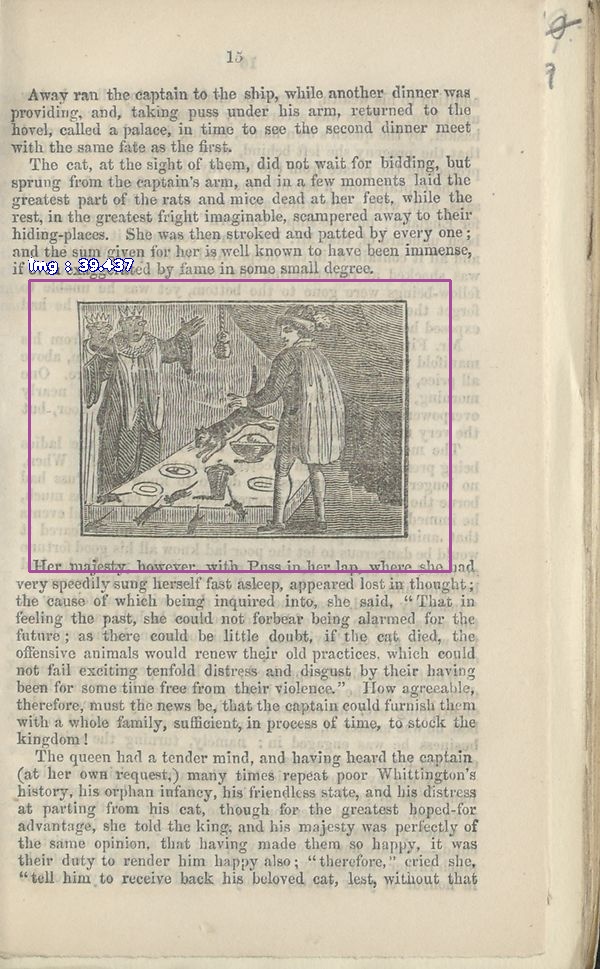 15
Away ran the captain to the ship, while another dinner was
providing, and, taking puss under his arm, returned to the
hovel, called a palace, in time to see the second dinner meet
with the same fate as the first.
The cat, at the sight of them, did not wait for bidding, but
sprung from the captain's arm, and in a few moments laid the
greatest part of the rats and mice dead at her feet, while the
rest, in the greatest fright imaginable, scampered away to their
hiding-places. She was then stroked and patted by every one;
and the sum given for her is well known to have been immense,
if by fame in some small degree.
img : 39.437
Her majesty, however, with Puss in her lap, where she had
very speedily sung herself fast asleep, appeared lost in thought;
the cause of which being inquired into, she said, "That in
feeling the past, she could not forbear being alarmed for the
future; as there could be little doubt, if the cat died, the
offensive animals would renew their old practices, which could
not fail exciting tenfold distress and disgust by their having
been for some time free from their violence." How agreeable,
therefore, must the news be, that the captain could furnish them
with a whole family, sufficient, in process of time, to stock the
kingdom!
The queen had a tender mind, and having heard the captain
(at her own request,) many times repeat poor Whittington's
history, his orphan infancy, his friendless state, and his distress
at parting from his cat, though for the greatest hoped-for
advantage, she told the king, and his majesty was perfectly of
the same opinion, that having made them so happy, it was
their duty to render him happy also; "therefore," cried she,
"tell him to receive back his beloved cat, lest, without that